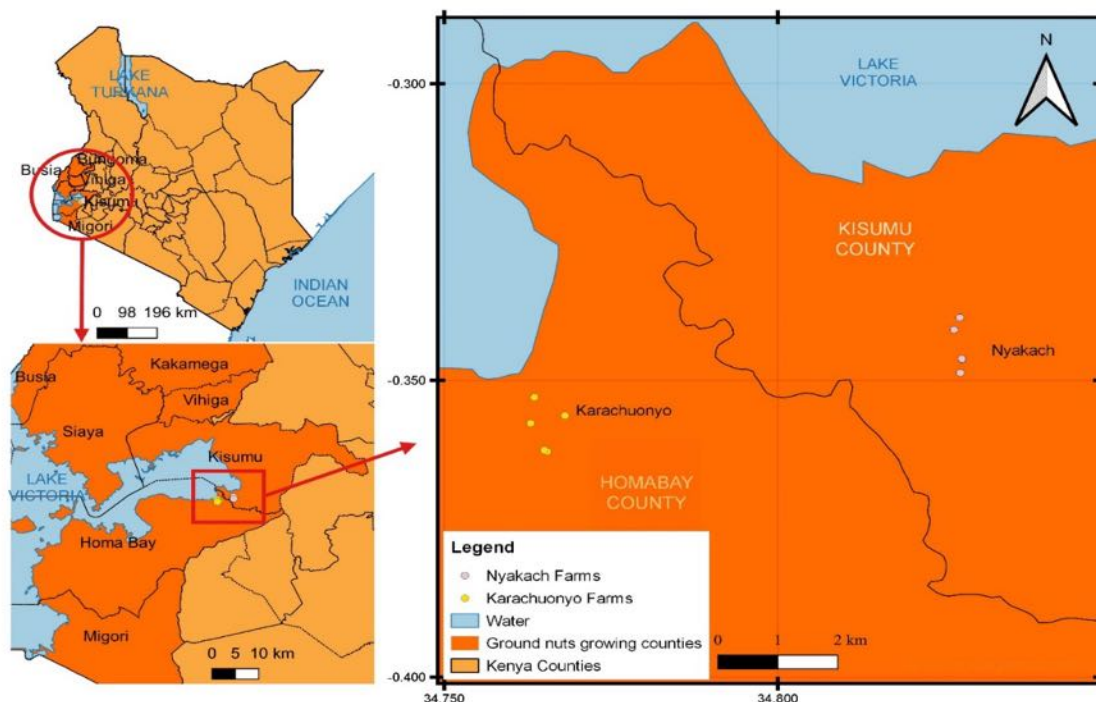 LAKE
TURKANA
Bungoma
Busia
Vihiga
Kisumu
Migori
INDIAN
OCEAN
0 98 196 km
Kakamega
Busia
Vihiga
Siaya
Kisumu
LAKE
VICTORIA
Homa Bay
Migori
0 5 10 km
N
LAKE
VICTORIA
-0.300
KISUMU
COUNTY
Nyakach
-0.350
Karachuonyo
HOMABAY
COUNTY
Legend
Nyakach Farms
Karachuonyo Farms
Water
Ground nuts growing counties
Kenya Counties
0 1 2 km
-0.400
34.750
34.800